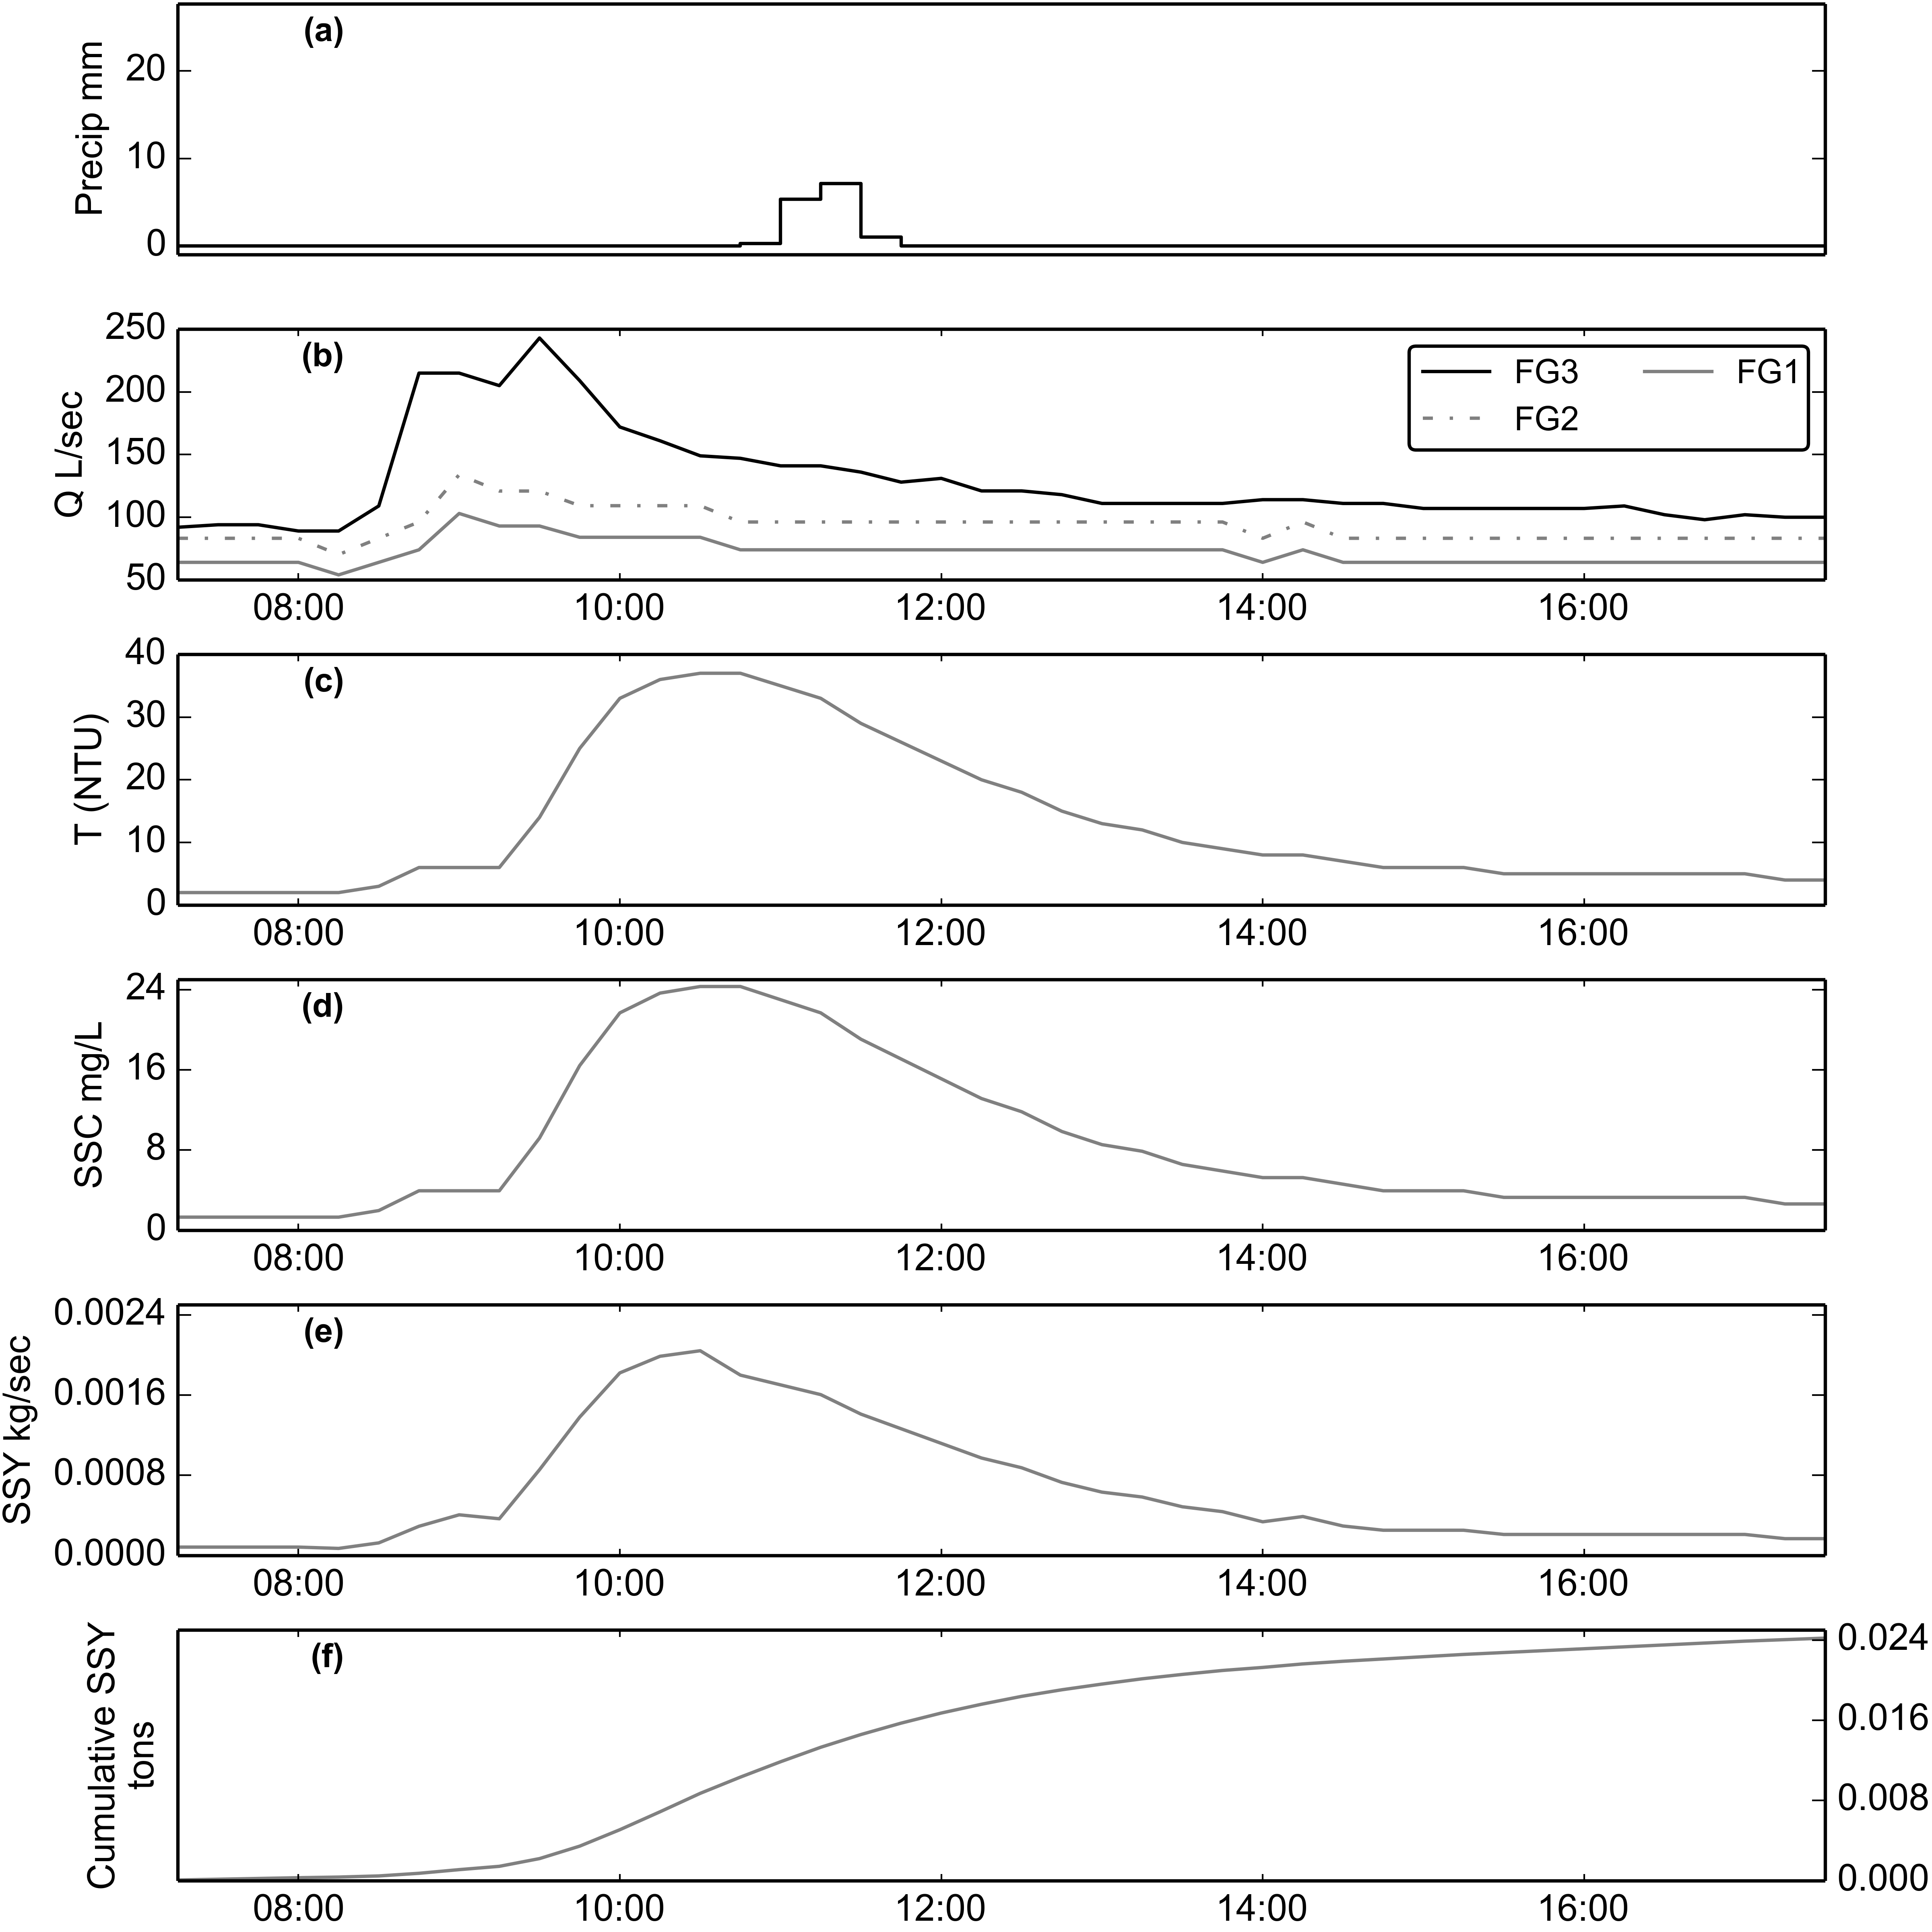 (a)
Precip mm
20
10
0
(b)
Q L/sec
250
200
150
100
50
FG3 FG1
FG2
08:00 10:00 12:00 14:00 16:00
(c)
T (NTU)
40
30
20
10
0
08:00 10:00 12:00 14:00 16:00
(d)
SSC mg/L
24
16
8
0
08:00 10:00 12:00 14:00 16:00
(e)
SSY kg/sec
0.0024
0.0016
0.0008
0.0000
08:00 10:00 12:00 14:00 16:00
(f)
Cumulative SSY
tons
0.024
0.016
0.008
0.000
08:00 10:00 12:00 14:00 16:00